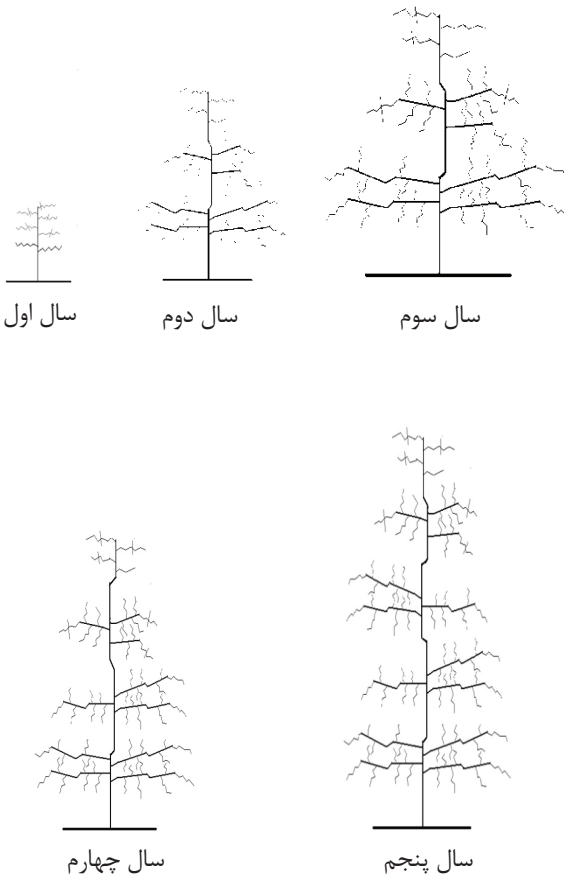 سال اول
سال دوم
سال سوم
سال چهارم
سال پنجم